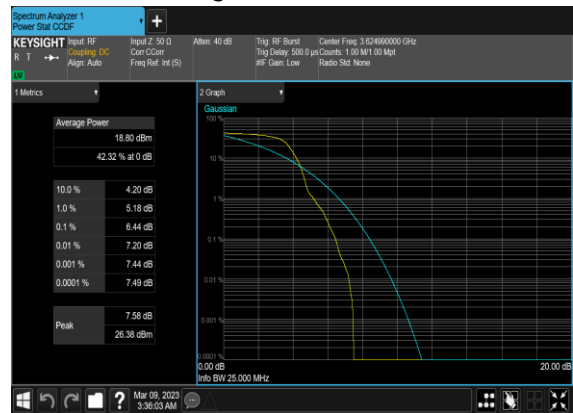 Spectrum Analyzer 1
Power Stat CCDF
KEYSIGHT
R T
LW
Input: RF
Coupling: DC
Align: Auto
Input Z: 50 Ω
Corr CCorr
Freq Ref: Int (S)
Atten: 40 dB
Trig: RF Burst
Trig Delay: 500.0 µs
#IF Gain: Low
Center Freq: 3.624990000 GHz
Counts: 1.00 M/1.00 Mpt
Radio Std: None
1 Metrics
Average Power
18.80 dBm
42.32 % at 0 dB
10.0 % 4.20 dB
1.0 % 5.18 dB
0.1 % 6.44 dB
0.01 % 7.20 dB
0.001 % 7.44 dB
0.0001 % 7.49 dB
Peak
7.58 dB
26.38 dBm
2 Graph
Gaussian
100 %
10 %
1 %
0.1 %
0.01 %
0.001 %
0.0001 %
0.00 dB
20.00 dB
Info BW 25.000 MHz
Mar 09, 2023
3:36:03 AM